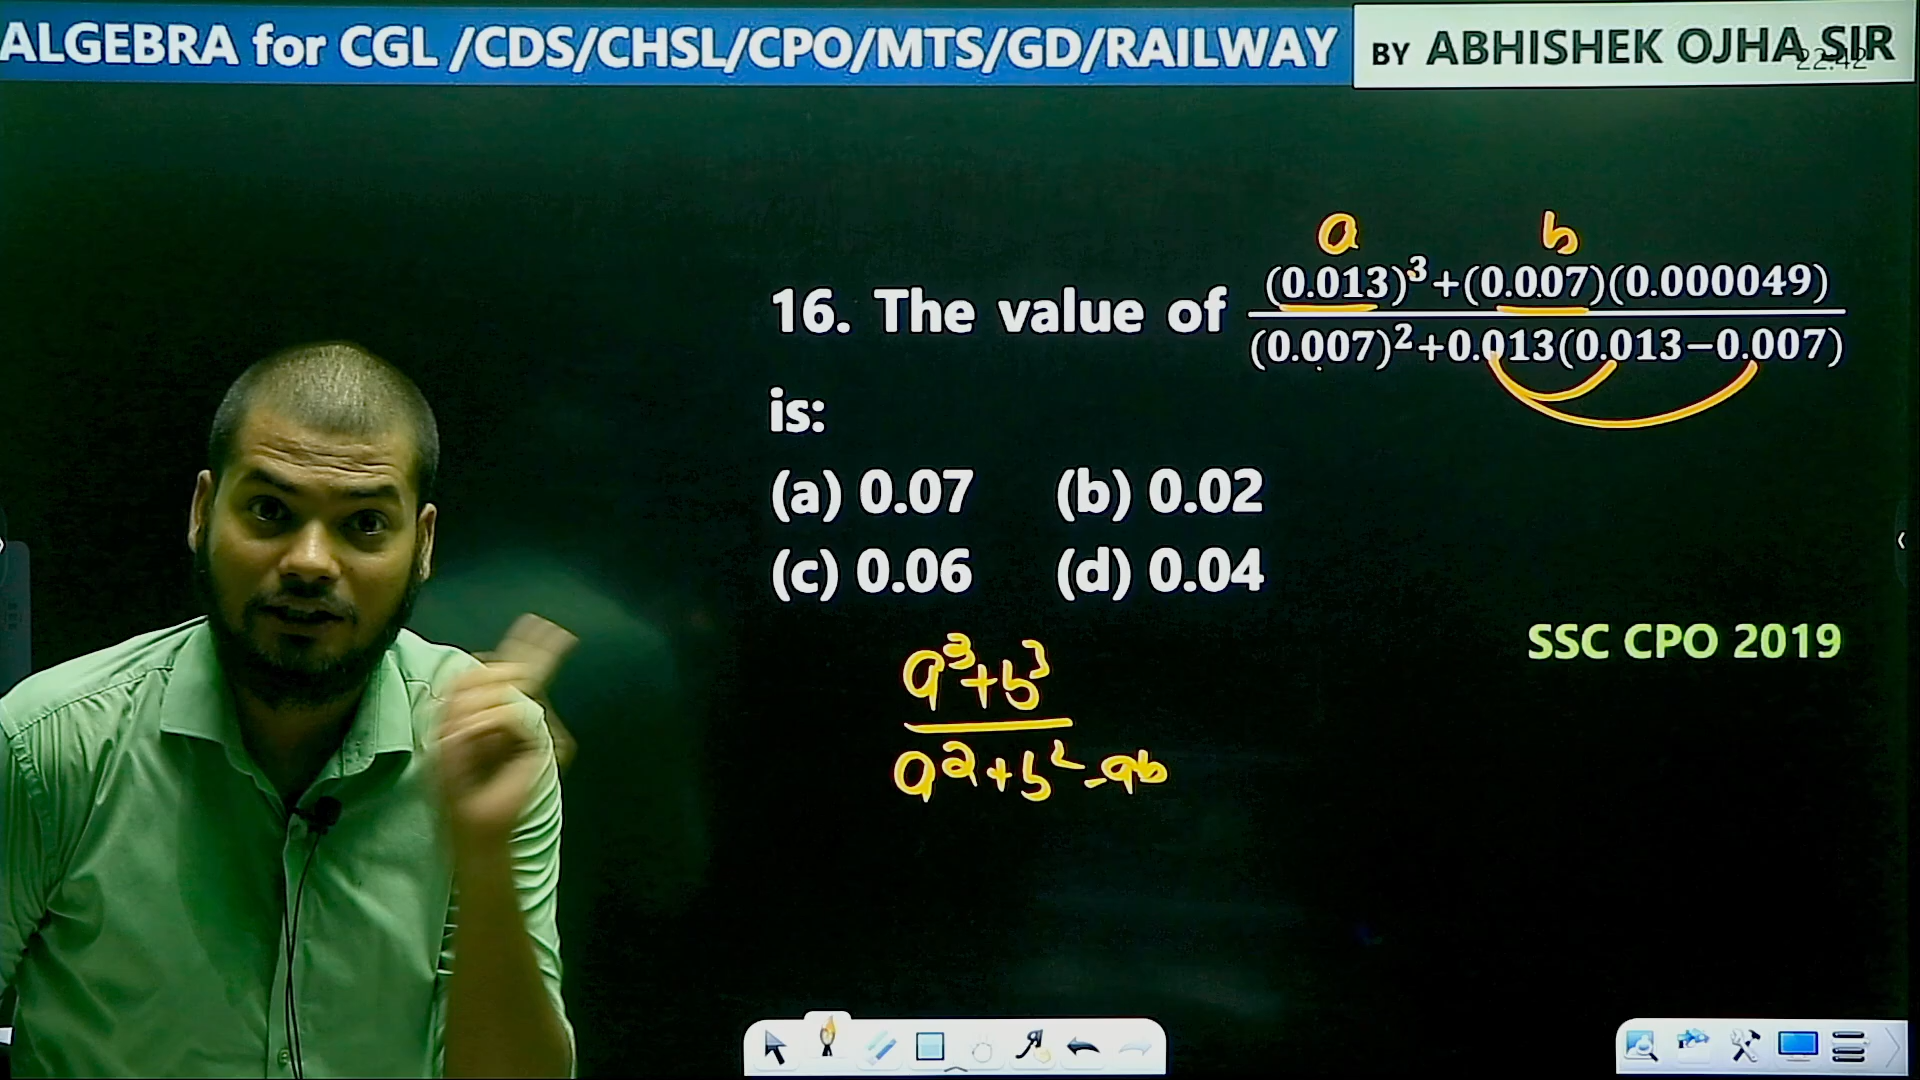 ALGEBRA for CGL /CDS/CHSL/CPO/MTS/GD/RAILWAY BY ABHISHEK OJHA SIR
22:42
a b
16. The value of \frac{(0.013)^3+(0.007)(0.000049)}{(0.007)^2+0.013(0.013−0.007)}
is:
(a) 0.07 (b) 0.02
(c) 0.06 (d) 0.04
SSC CPO 2019
a³+b³
a²+b²-ab